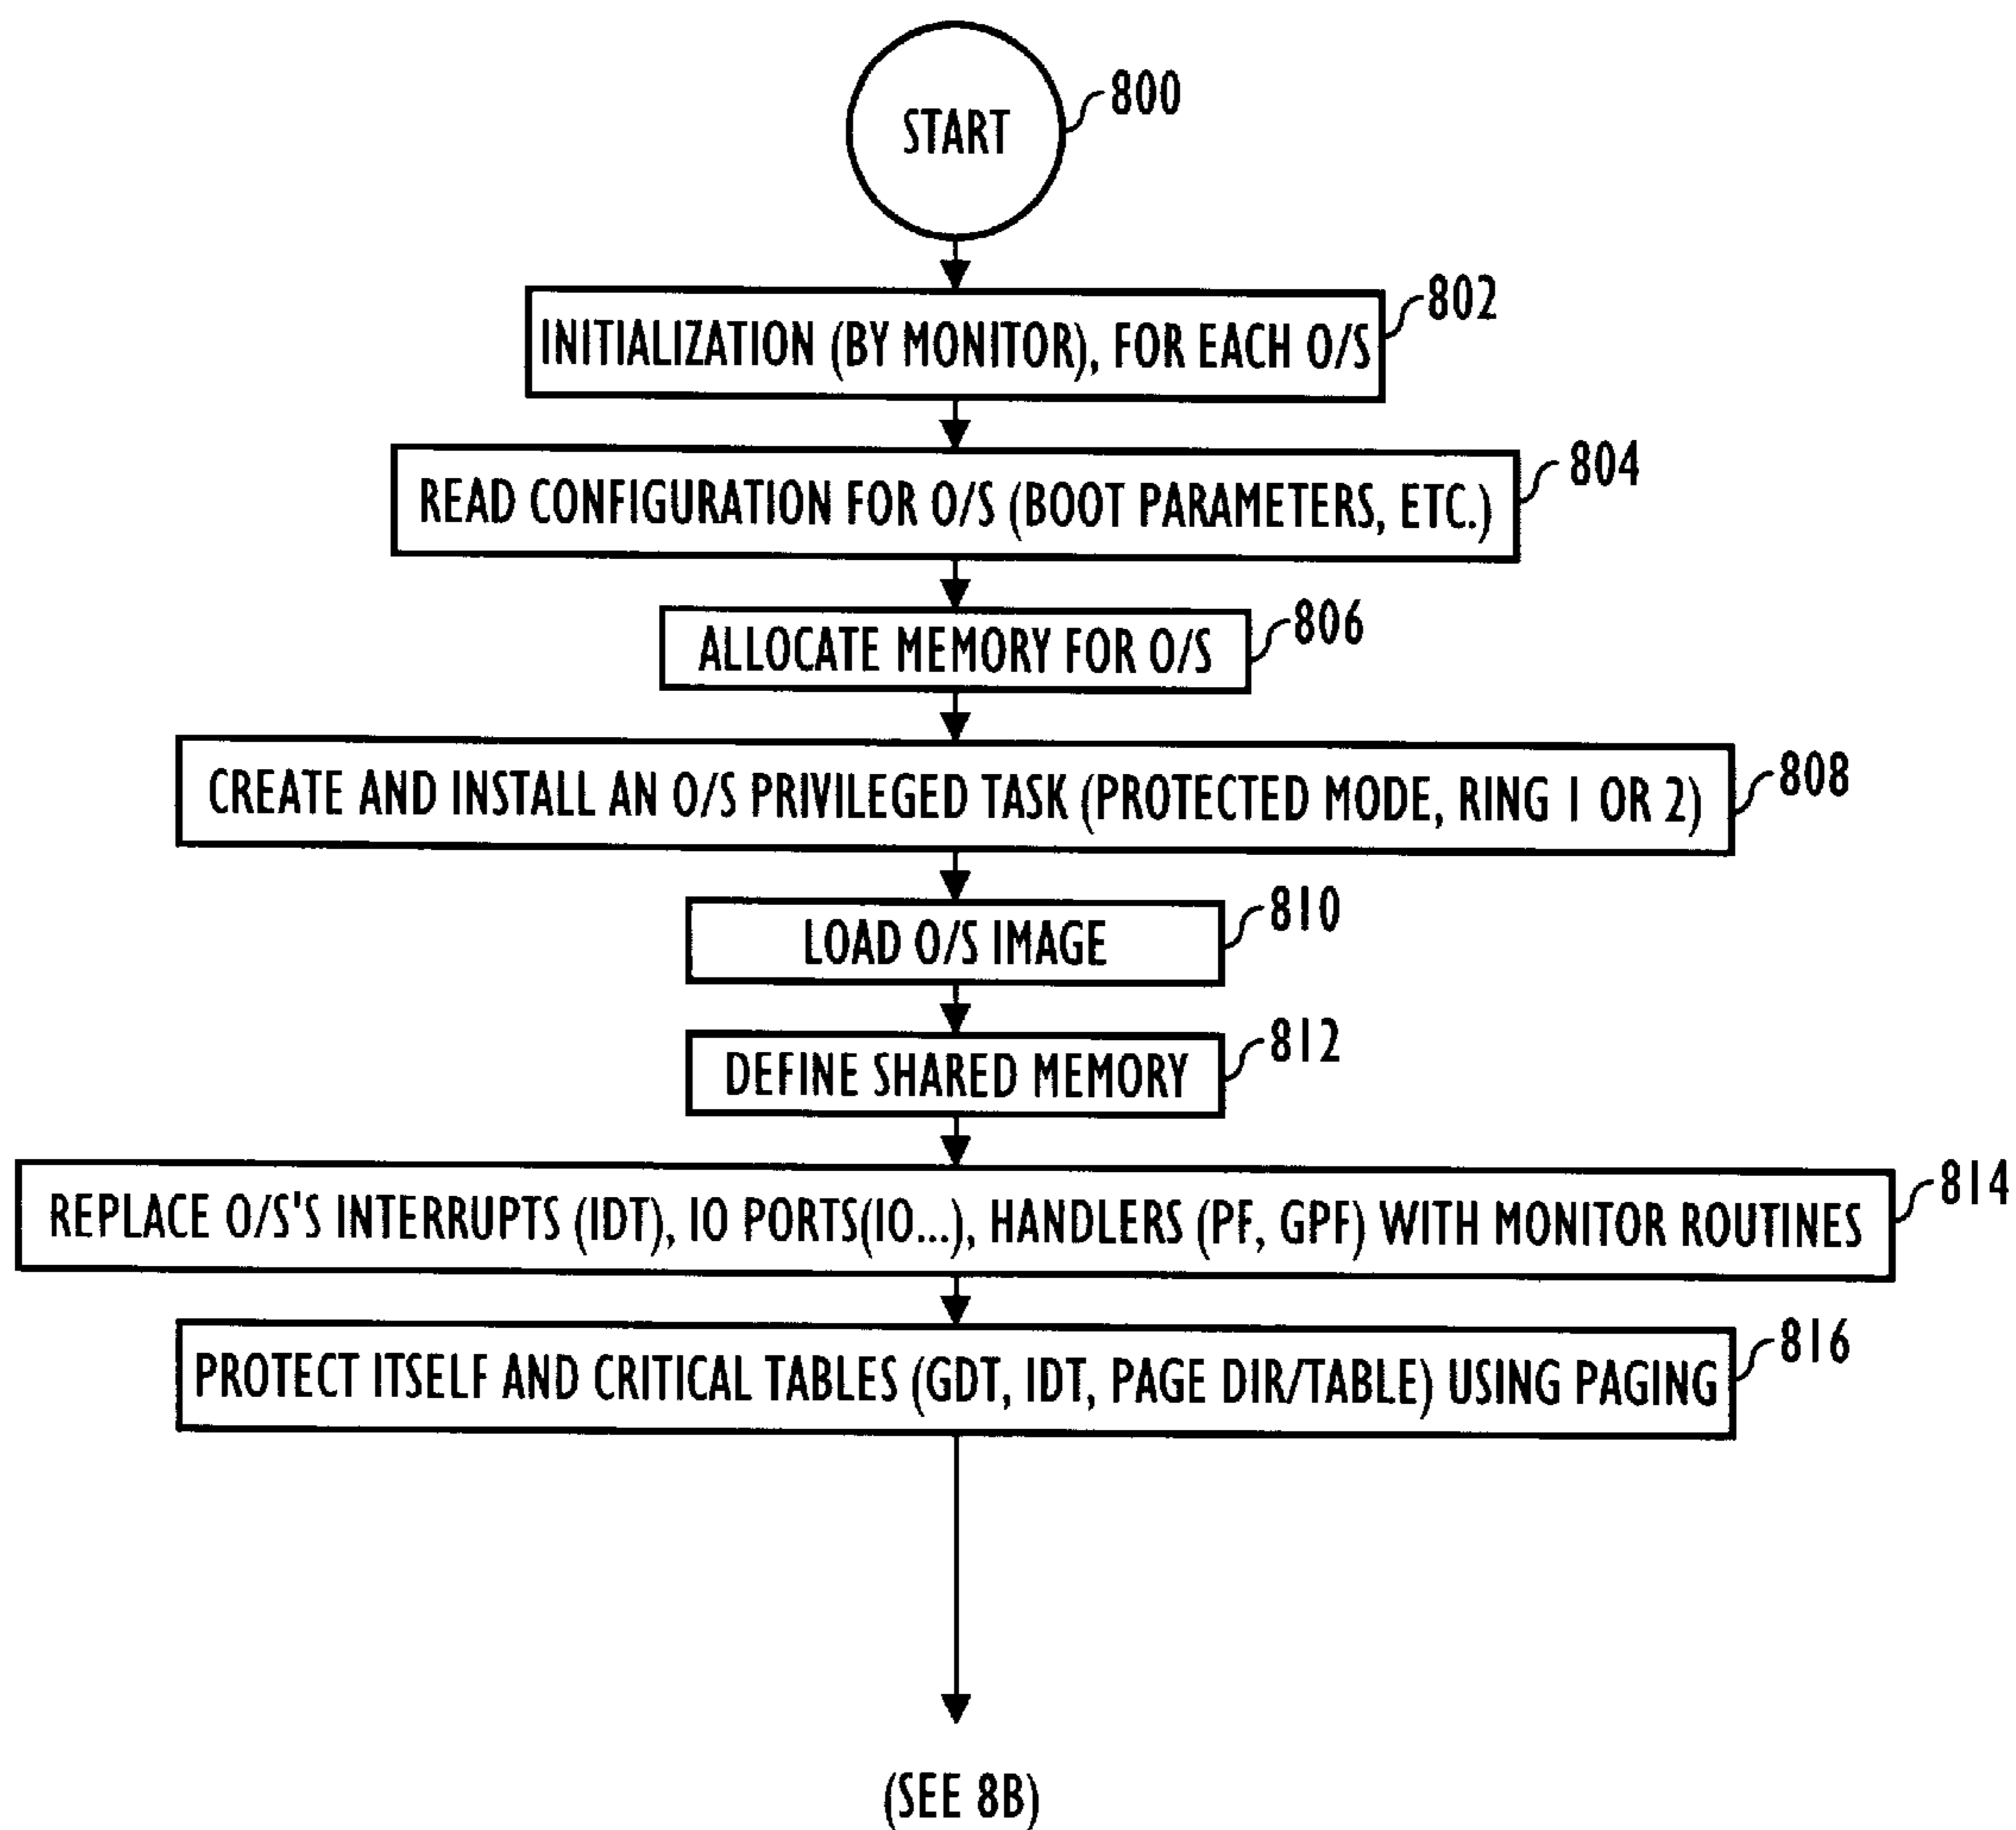 START
800
INITIALIZATION (BY MONITOR), FOR EACH O/S
802
READ CONFIGURATION FOR O/S (BOOT PARAMETERS, ETC.)
804
ALLOCATE MEMORY FOR O/S
806
CREATE AND INSTALL AN O/S PRIVILEGED TASK (PROTECTED MODE, RING 1 OR 2)
808
LOAD O/S IMAGE
810
DEFINE SHARED MEMORY
812
REPLACE O/S'S INTERRUPTS (IDT), IO PORTS(IO...), HANDLERS (PF, GPF) WITH MONITOR ROUTINES
814
PROTECT ITSELF AND CRITICAL TABLES (GDT, IDT, PAGE DIR/TABLE) USING PAGING
816
(SEE 8B)